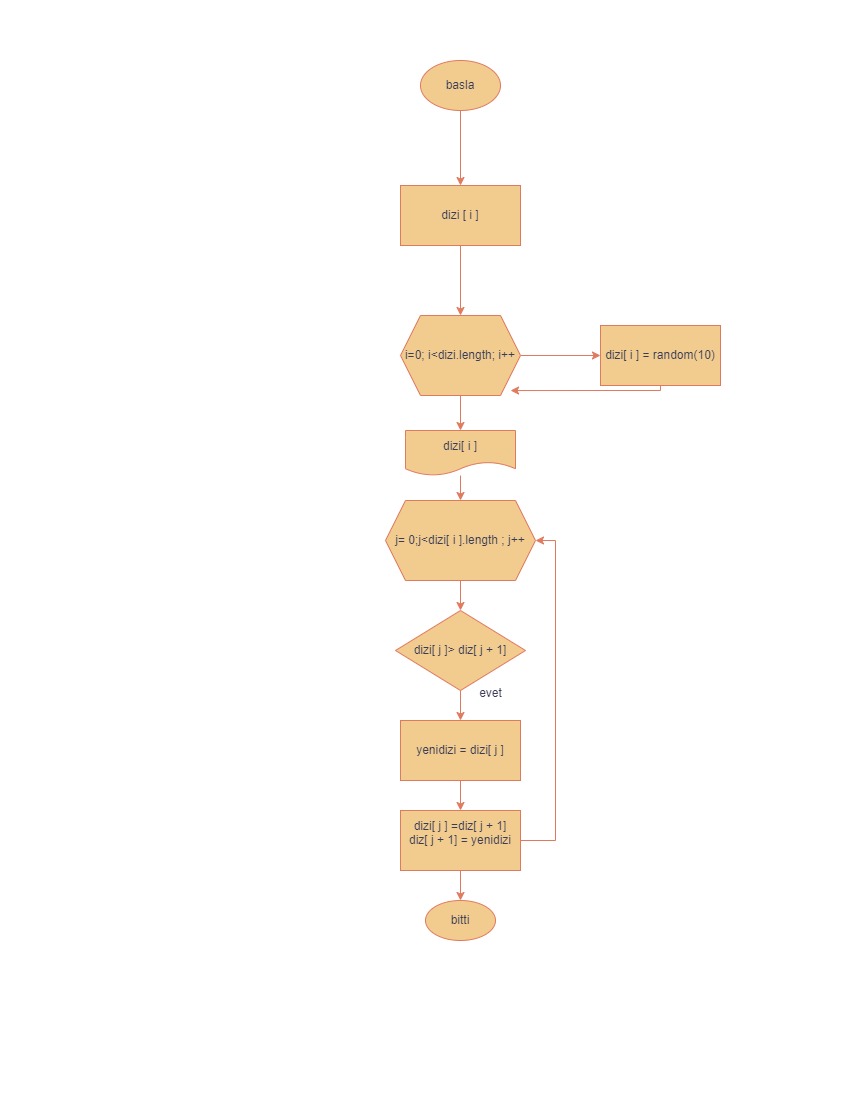 basla
dizi [ i ]
i=0; i<dizi.length; i++
dizi[ i ] = random(10)
dizi[ i ]
j= 0;j<dizi[ i ].length ; j++
dizi[ j ]> diz[ j + 1]
evet
yenidizi = dizi[ j ]
dizi[ j ] =diz[ j + 1]
diz[ j + 1] = yenidizi
bitti